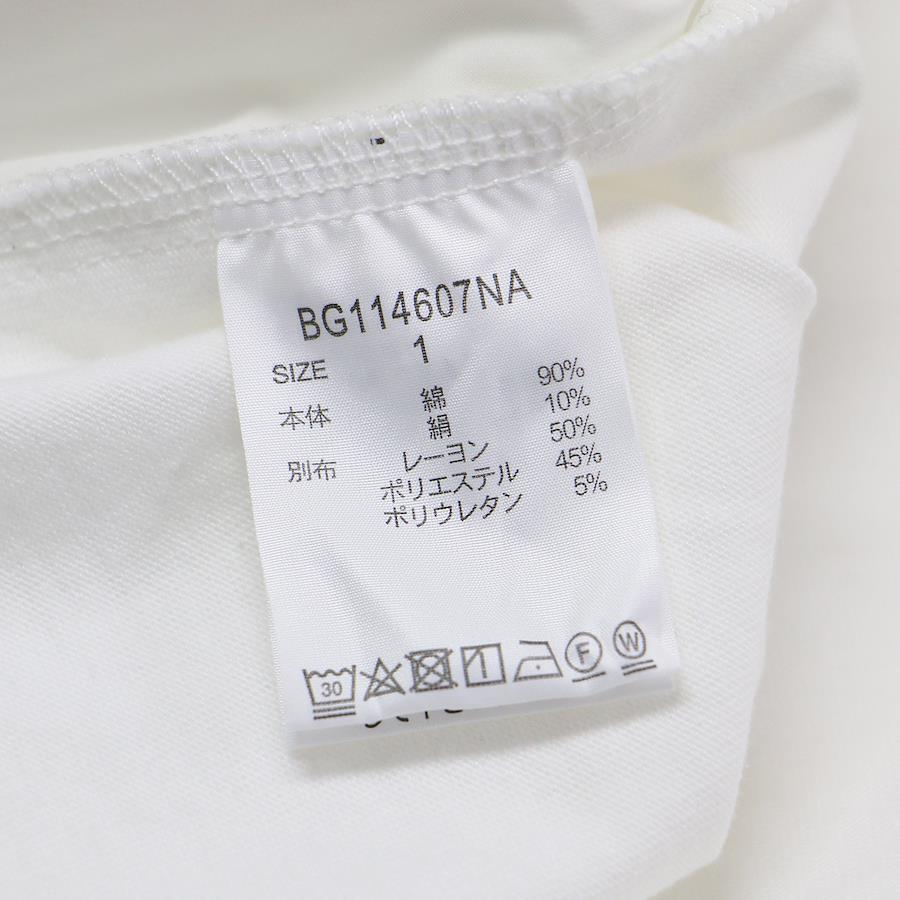 BG114607NA
SIZE 1
本体 綿 90%
絹 10%
別布 レーヨン 50%
ポリエステル 45%
ポリウレタン 5%
30 F W